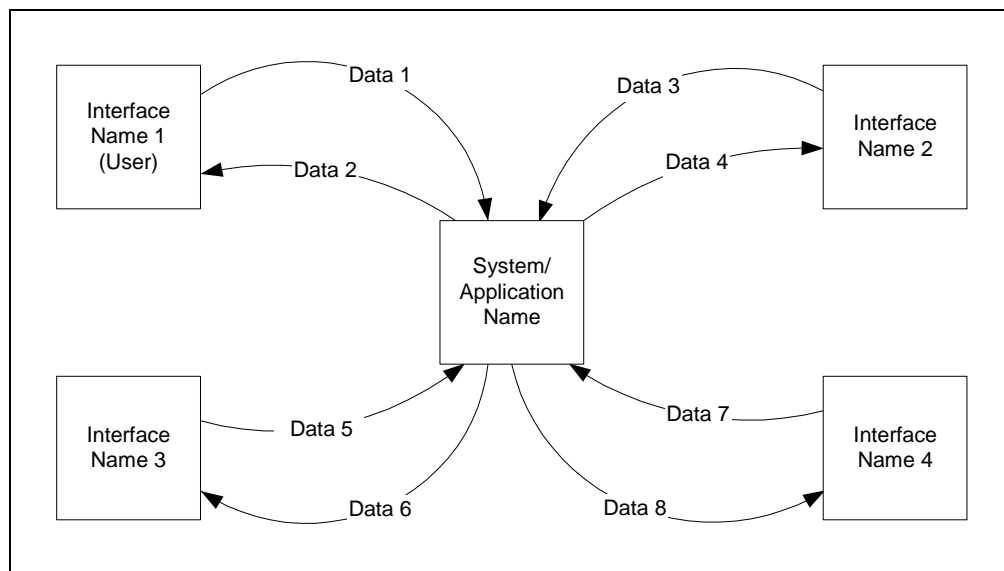 Data 1
Data 3
Interface
Name 1
(User)
Interface
Name 2
Data 2
Data 4
System/
Application
Name
Interface
Name 3
Data 5
Data 7
Interface
Name 4
Data 6
Data 8